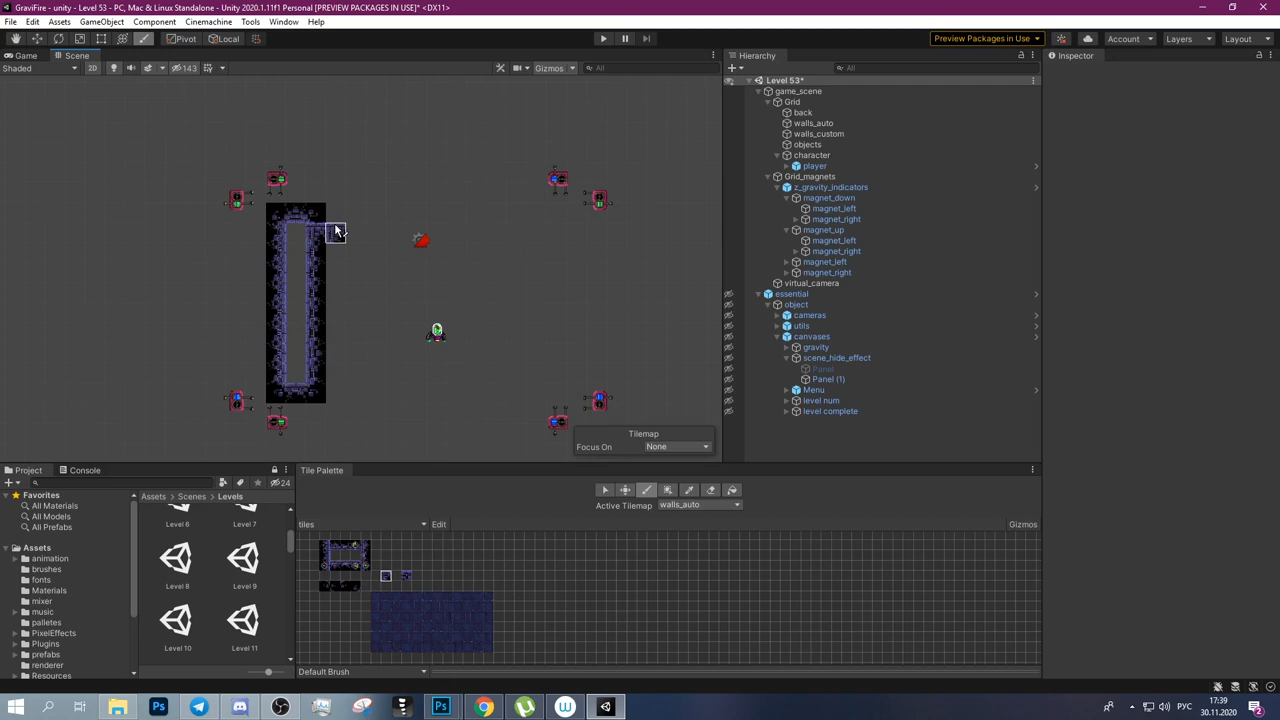 GraviFire - unity - Level 53 - PC, Mac & Linux Standalone - Unity 2020.1.11f1 Personal [PREVIEW PACKAGES IN USE]* <DX11>
File Edit Assets GameObject Component Cinemachine Tools Window Help
Pivot Local Preview Packages in Use Account Layers Layout
Game Scene Hierarchy Inspector
Shaded 2D 143 Gizmos All All
Level 53*
game_scene
Grid
back
walls_auto
walls_custom
objects
character
player
Grid_magnets
z_gravity_indicators
magnet_down
magnet_left
magnet_right
magnet_up
magnet_left
magnet_right
magnet_left
magnet_right
virtual_camera
essential
object
cameras
utils
canvases
gravity
scene_hide_effect
Panel
Panel (1)
Menu
level num
level complete
Tilemap
Focus On None
Project Console Tile Palette
24
Favorites
All Materials
All Models
All Prefabs
Assets
animation
brushes
fonts
Materials
mixer
music
palletes
PixelEffects
Plugins
prefabs
renderer
Resources
Assets Scenes Levels
Level 6 Level 7
Level 8 Level 9
Level 10 Level 11
Active Tilemap walls_auto
tiles Edit Gizmos
Default Brush
РУС 17:39
30.11.2020 2